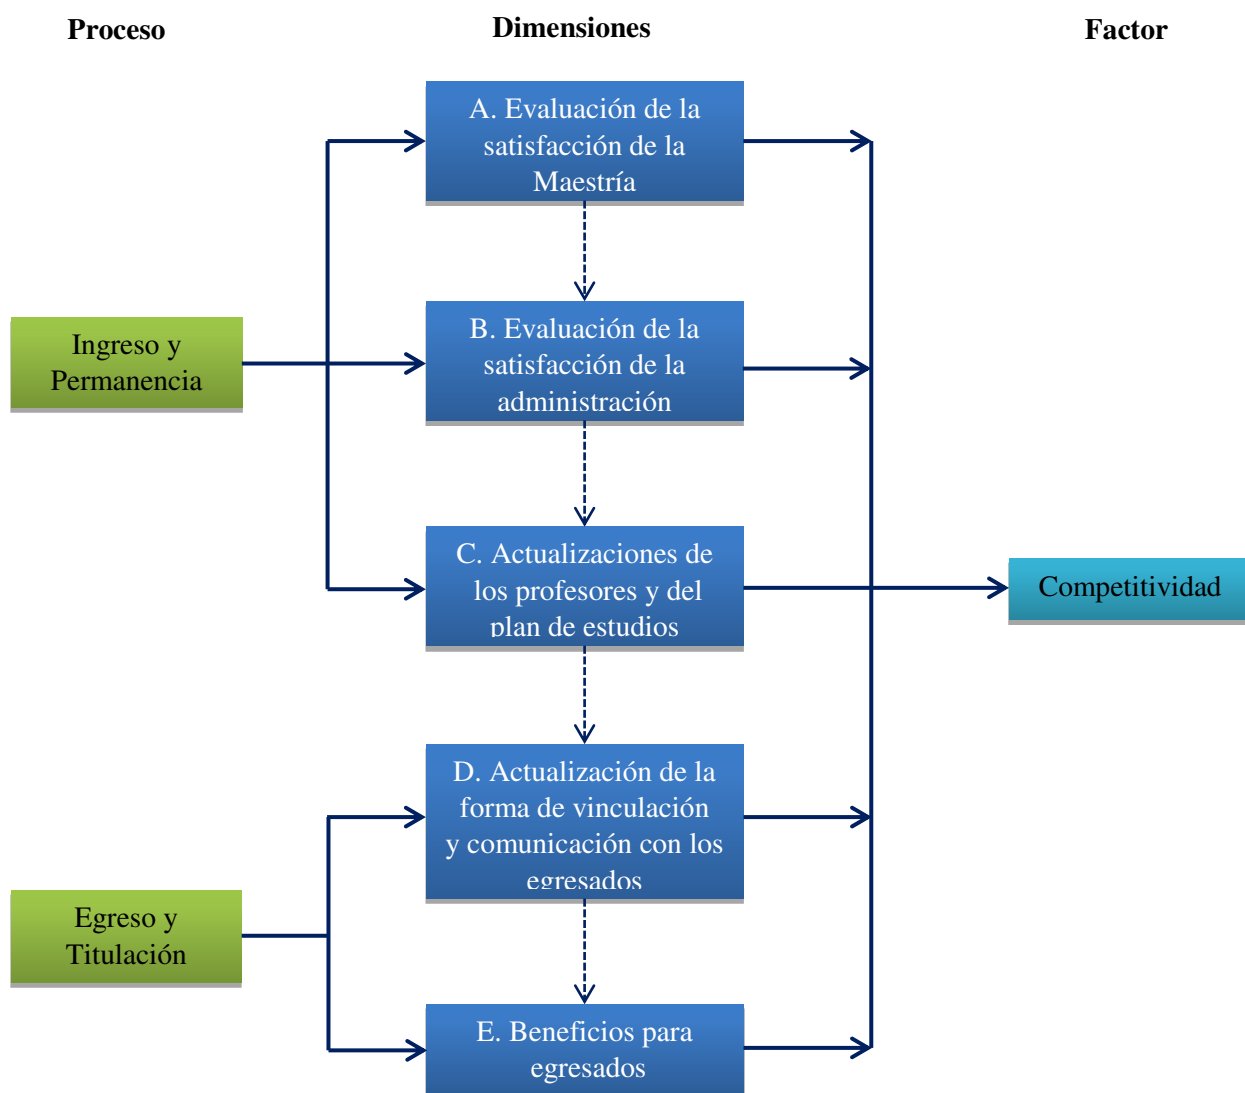 Proceso
Dimensiones
Factor
A. Evaluación de la
satisfacción de la
Maestría
B. Evaluación de la
satisfacción de la
administración
Ingreso y
Permanencia
C. Actualizaciones de
los profesores y del
plan de estudios
Competitividad
D. Actualización de la
forma de vinculación
y comunicación con los
egresados
Egreso y
Titulación
E. Beneficios para
egresados